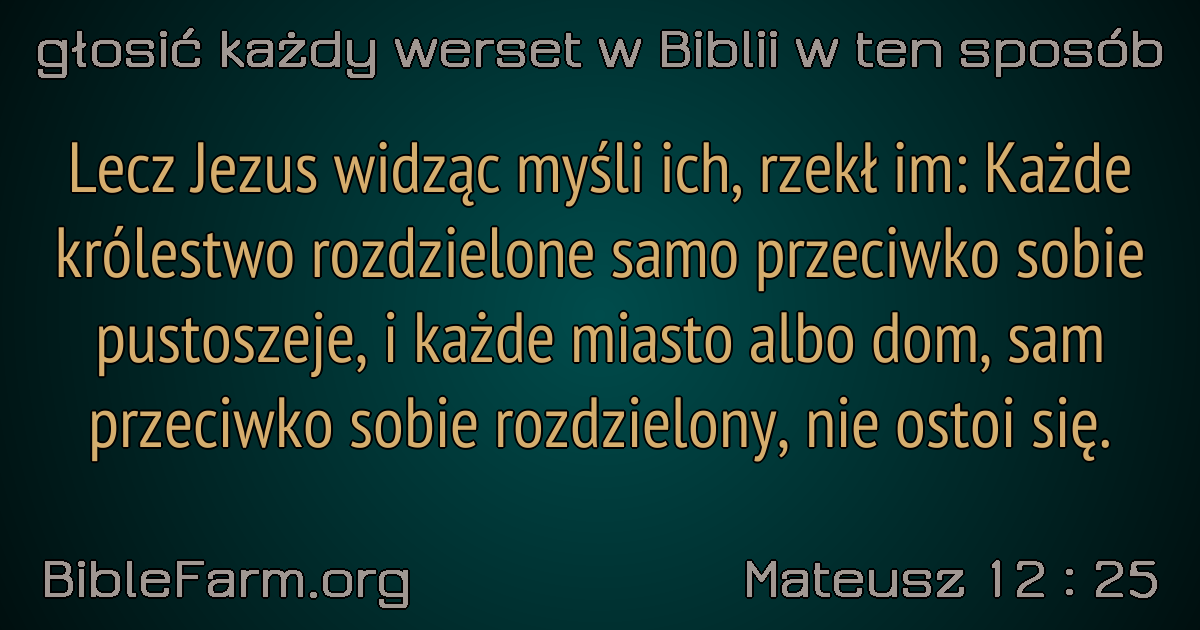 głosić każdy werset w Biblii w ten sposób
Lecz Jezus widząc myśli ich, rzekł im: Każde
królestwo rozdzielone samo przeciwko sobie
pustoszeje, i każde miasto albo dom, sam
przeciwko sobie rozdzielony, nie ostoi się.
BibleFarm.org
Mateusz 12 : 25